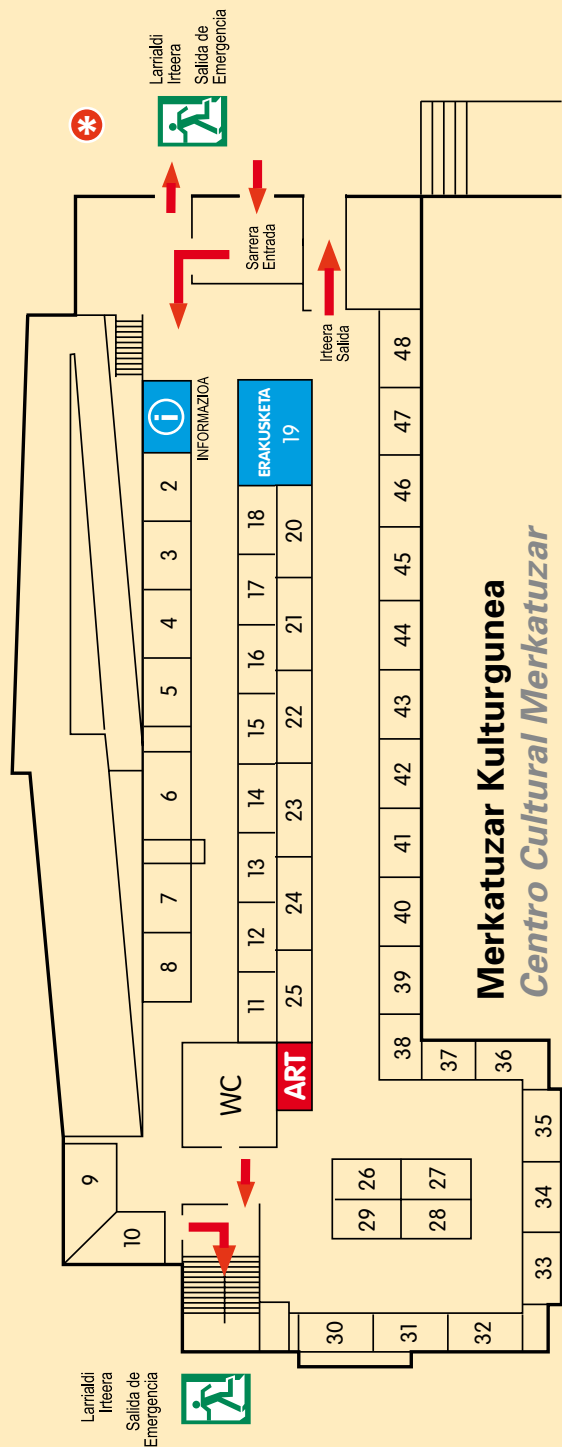 Larrialdi
Irteera
Salida de
Emergencia
Larrialdi
Irteera
Salida de
Emergencia
*
9
10
8
7
6
5
4
3
2
i
INFORMAZIOA
Sarrera
Entrada
WC
11
12
13
14
15
16
17
18
ERAKUSKETA
19
ART
25
24
23
22
21
20
Irteera
Salida
29
26
28
27
30
31
32
33
34
35
36
37
38
39
40
41
42
43
44
45
46
47
48
Merkatuzar Kulturgunea
Centro Cultural Merkatuzar